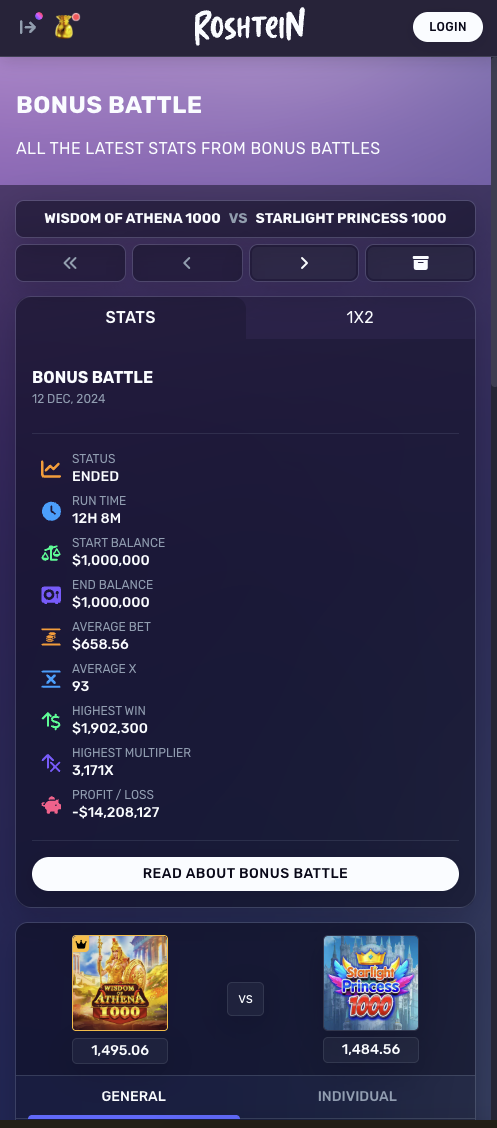 ROSHTEIN
LOGIN
BONUS BATTLE
ALL THE LATEST STATS FROM BONUS BATTLES
WISDOM OF ATHENA 1000 VS STARLIGHT PRINCESS 1000
STATS 1X2
BONUS BATTLE
12 DEC, 2024
STATUS
ENDED
RUN TIME
12H 8M
START BALANCE
$1,000,000
END BALANCE
$1,000,000
AVERAGE BET
$658.56
AVERAGE X
93
HIGHEST WIN
$1,902,300
HIGHEST MULTIPLIER
3,171X
PROFIT / LOSS
-$14,208,127
READ ABOUT BONUS BATTLE
WISDOM
OF
ATHENA
1000
VS
Starlight
Princess
1000
1,495.06 1,484.56
GENERAL INDIVIDUAL